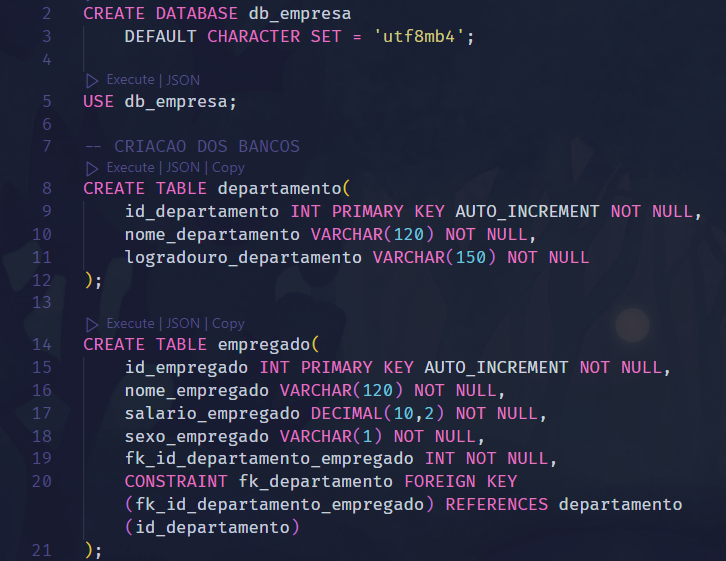 2 CREATE DATABASE db_empresa
3 DEFAULT CHARACTER SET = 'utf8mb4';
4
Execute | JSON
5 USE db_empresa;
6
7 -- CRIACAO DOS BANCOS
Execute | JSON | Copy
8 CREATE TABLE departamento(
9 id_departamento INT PRIMARY KEY AUTO_INCREMENT NOT NULL,
10 nome_departamento VARCHAR(120) NOT NULL,
11 logradouro_departamento VARCHAR(150) NOT NULL
12 );
13
Execute | JSON | Copy
14 CREATE TABLE empregado(
15 id_empregado INT PRIMARY KEY AUTO_INCREMENT NOT NULL,
16 nome_empregado VARCHAR(120) NOT NULL,
17 salario_empregado DECIMAL(10,2) NOT NULL,
18 sexo_empregado VARCHAR(1) NOT NULL,
19 fk_id_departamento_empregado INT NOT NULL,
20 CONSTRAINT fk_departamento FOREIGN KEY
(fk_id_departamento_empregado) REFERENCES departamento
(id_departamento)
21 );